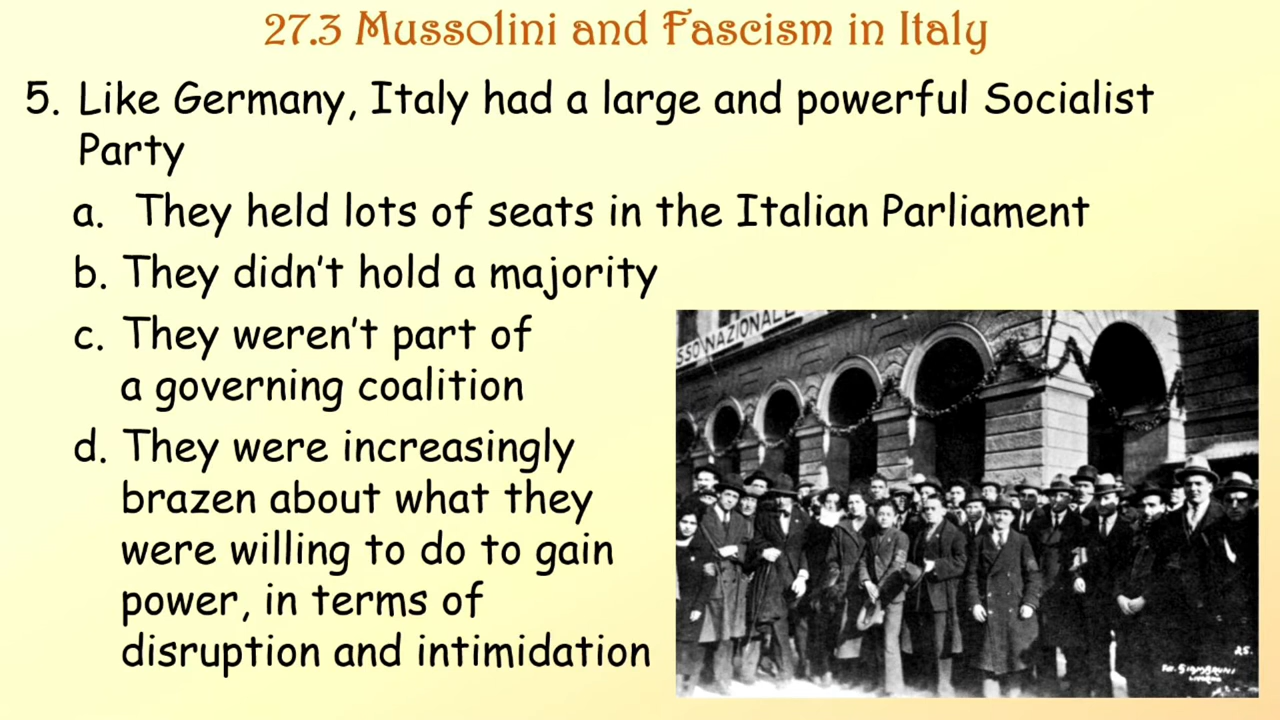 27.3 Mussolini and Fascism in Italy
5. Like Germany, Italy had a large and powerful Socialist
Party
a. They held lots of seats in the Italian Parliament
b. They didn't hold a majority
c. They weren't part of
a governing coalition
d. They were increasingly
brazen about what they
were willing to do to gain
power, in terms of
disruption and intimidation
SSO NAZIONALE
25.